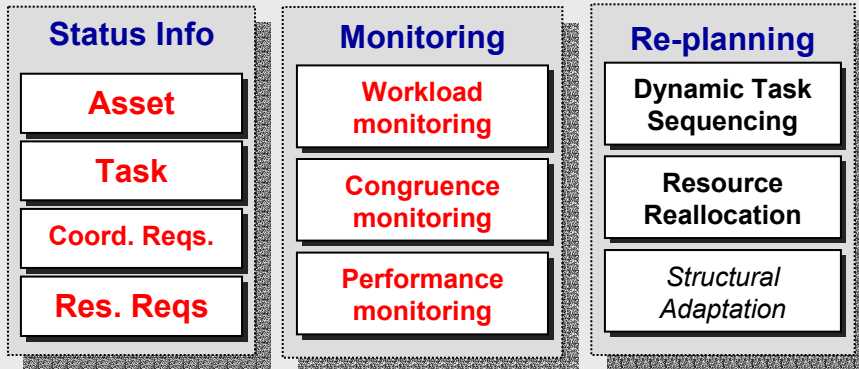 Status Info
Asset
Task
Coord. Reqs.
Res. Reqs
Monitoring
Workload
monitoring
Congruence
monitoring
Performance
monitoring
Re-planning
Dynamic Task
Sequencing
Resource
Reallocation
Structural
Adaptation